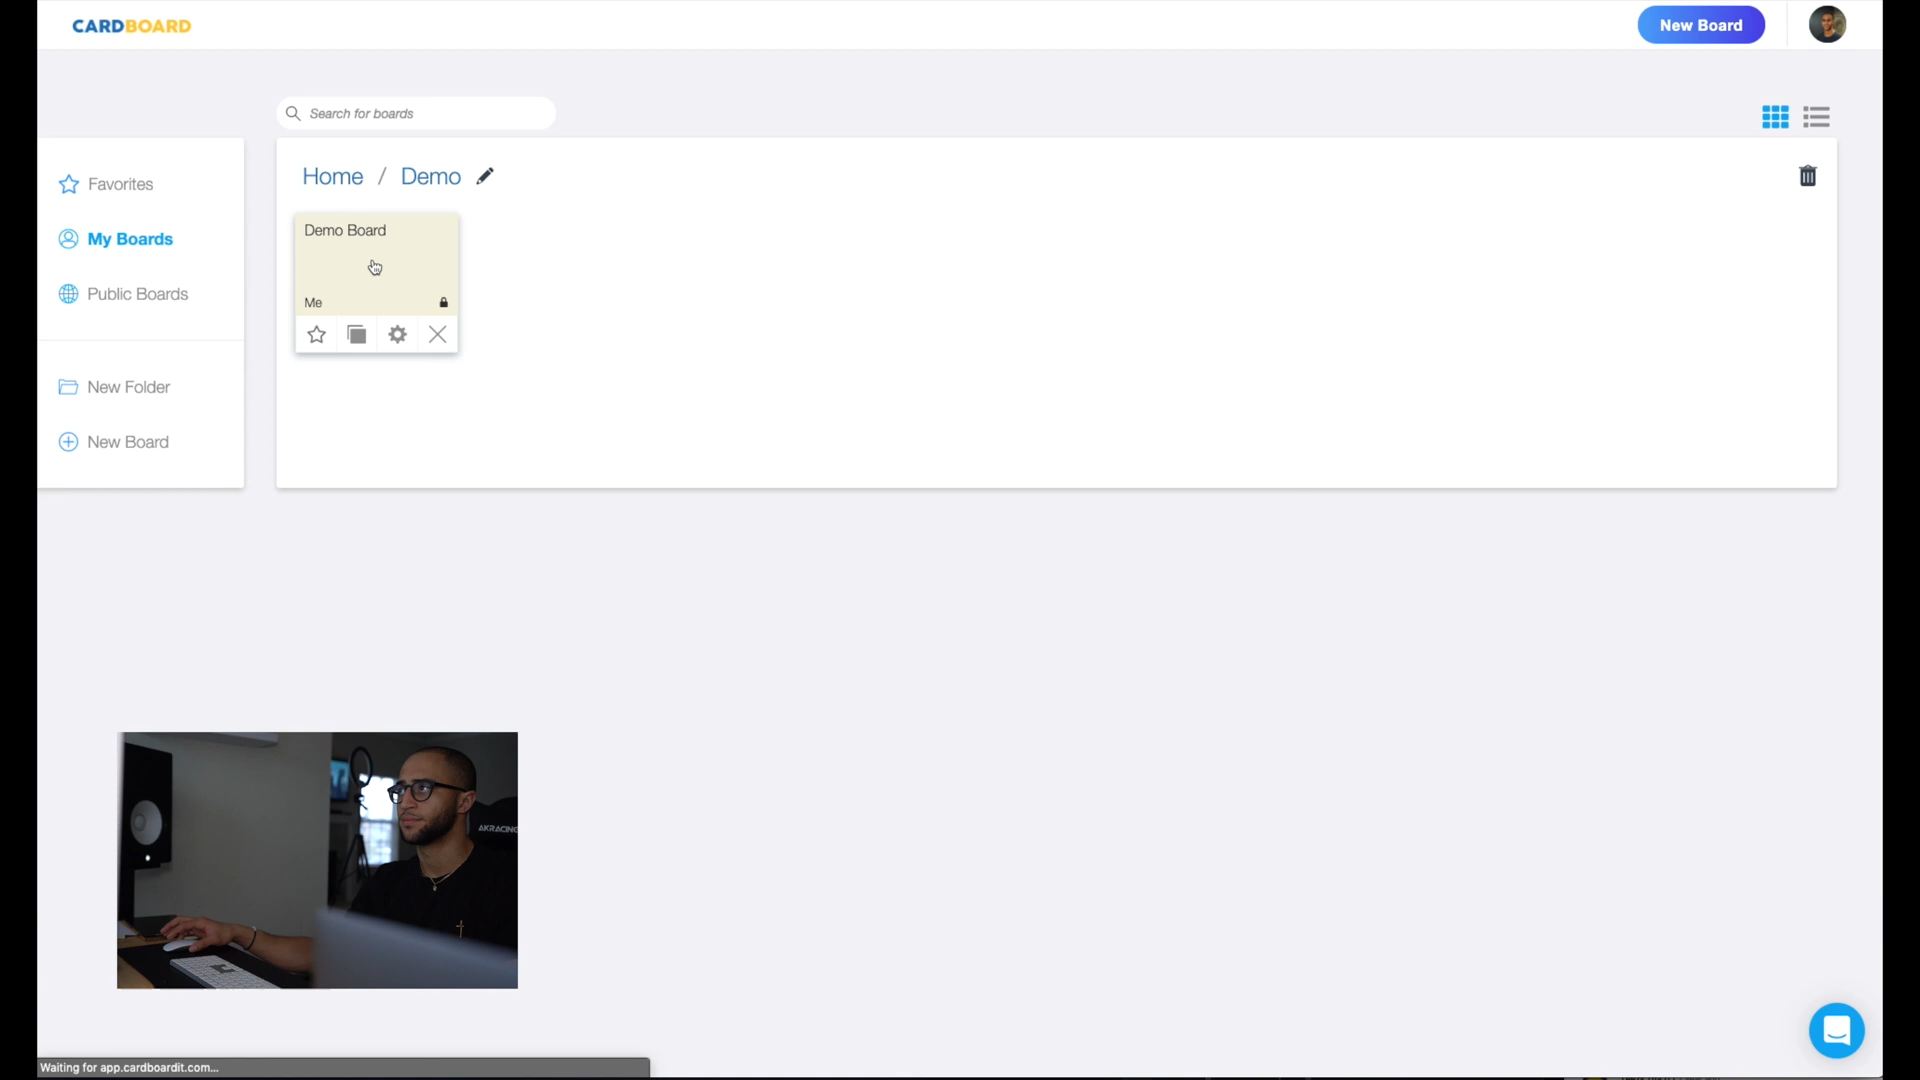 CARDBOARD
New Board
Search for boards
Favorites
My Boards
Public Boards
New Folder
New Board
Home / Demo
Demo Board
Me
AKRACING
Waiting for app.cardboardit.com...